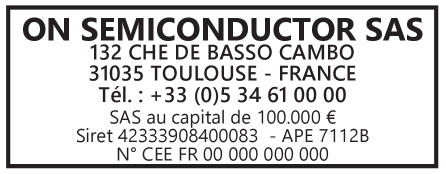 ON SEMICONDUCTOR SAS
132 CHE DE BASSO CAMBO
31035 TOULOUSE - FRANCE
Tél. : +33 (0)5 34 61 00 00
SAS au capital de 100.000 €
Siret 42333908400083 - APE 7112B
N° CEE FR 00 000 000 000